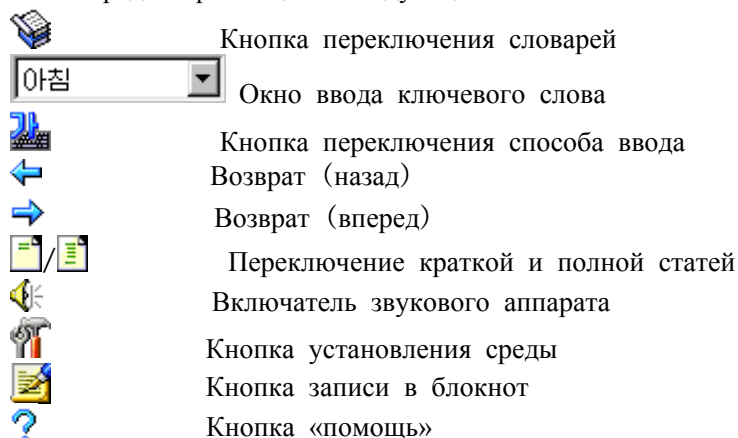 Кнопка переключения словарей
아침 Окно ввода ключевого слова
가 Кнопка переключения способа ввода
Возврат (назад)
Возврат (вперед)
/ Переключение краткой и полной статей
Включатель звукового аппарата
Кнопка установления среды
Кнопка записи в блокнот
? Кнопка «помощь»